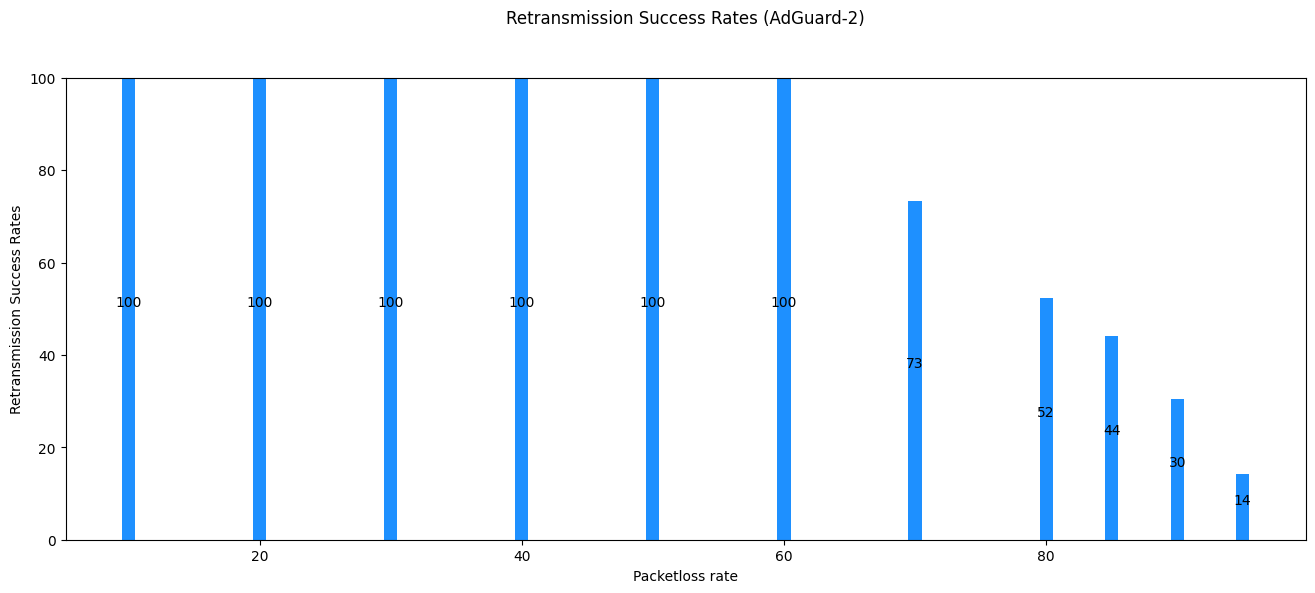 Retransmission Success Rates (AdGuard-2)
Retransmission Success Rates
100
80
60
40
20
0
100 100 100 100 100 100 73 52 44 30 14
20 40 60 80
Packetloss rate